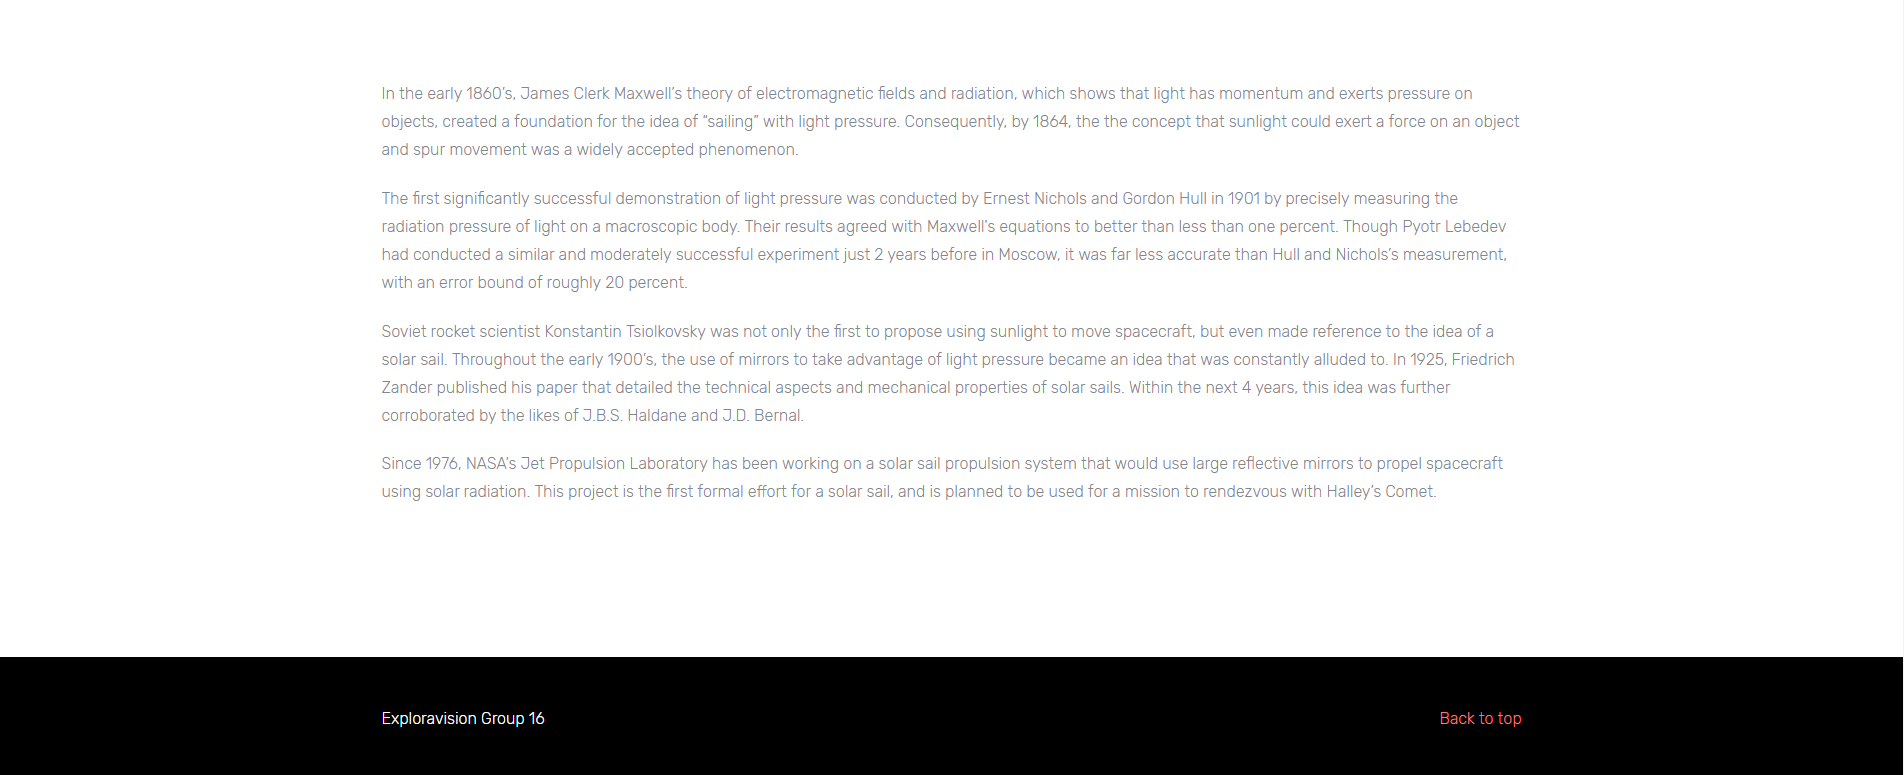 In the early 1860's, James Clerk Maxwell's theory of electromagnetic fields and radiation, which shows that light has momentum and exerts pressure on
objects, created a foundation for the idea of “sailing” with light pressure. Consequently, by 1864, the the concept that sunlight could exert a force on an object
and spur movement was a widely accepted phenomenon.
The first significantly successful demonstration of light pressure was conducted by Ernest Nichols and Gordon Hull in 1901 by precisely measuring the
radiation pressure of light on a macroscopic body. Their results agreed with Maxwell's equations to better than less than one percent. Though Pyotr Lebedev
had conducted a similar and moderately successful experiment just 2 years before in Moscow, it was far less accurate than Hull and Nichols's measurement,
with an error bound of roughly 20 percent.
Soviet rocket scientist Konstantin Tsiolkovsky was not only the first to propose using sunlight to move spacecraft, but even made reference to the idea of a
solar sail. Throughout the early 1900's, the use of mirrors to take advantage of light pressure became an idea that was constantly alluded to. In 1925, Friedrich
Zander published his paper that detailed the technical aspects and mechanical properties of solar sails. Within the next 4 years, this idea was further
corroborated by the likes of J.B.S. Haldane and J.D. Bernal.
Since 1976, NASA's Jet Propulsion Laboratory has been working on a solar sail propulsion system that would use large reflective mirrors to propel spacecraft
using solar radiation. This project is the first formal effort for a solar sail, and is planned to be used for a mission to rendezvous with Halley's Comet.
Exploravision Group 16
Back to top